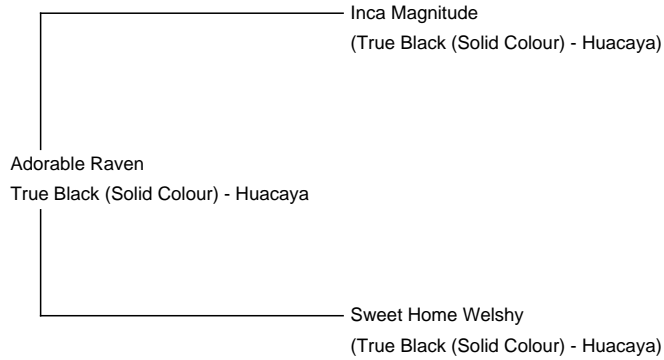 Inca Magnitude
(True Black (Solid Colour) - Huacaya)
Adorable Raven
True Black (Solid Colour) - Huacaya
Sweet Home Welshy
(True Black (Solid Colour) - Huacaya)